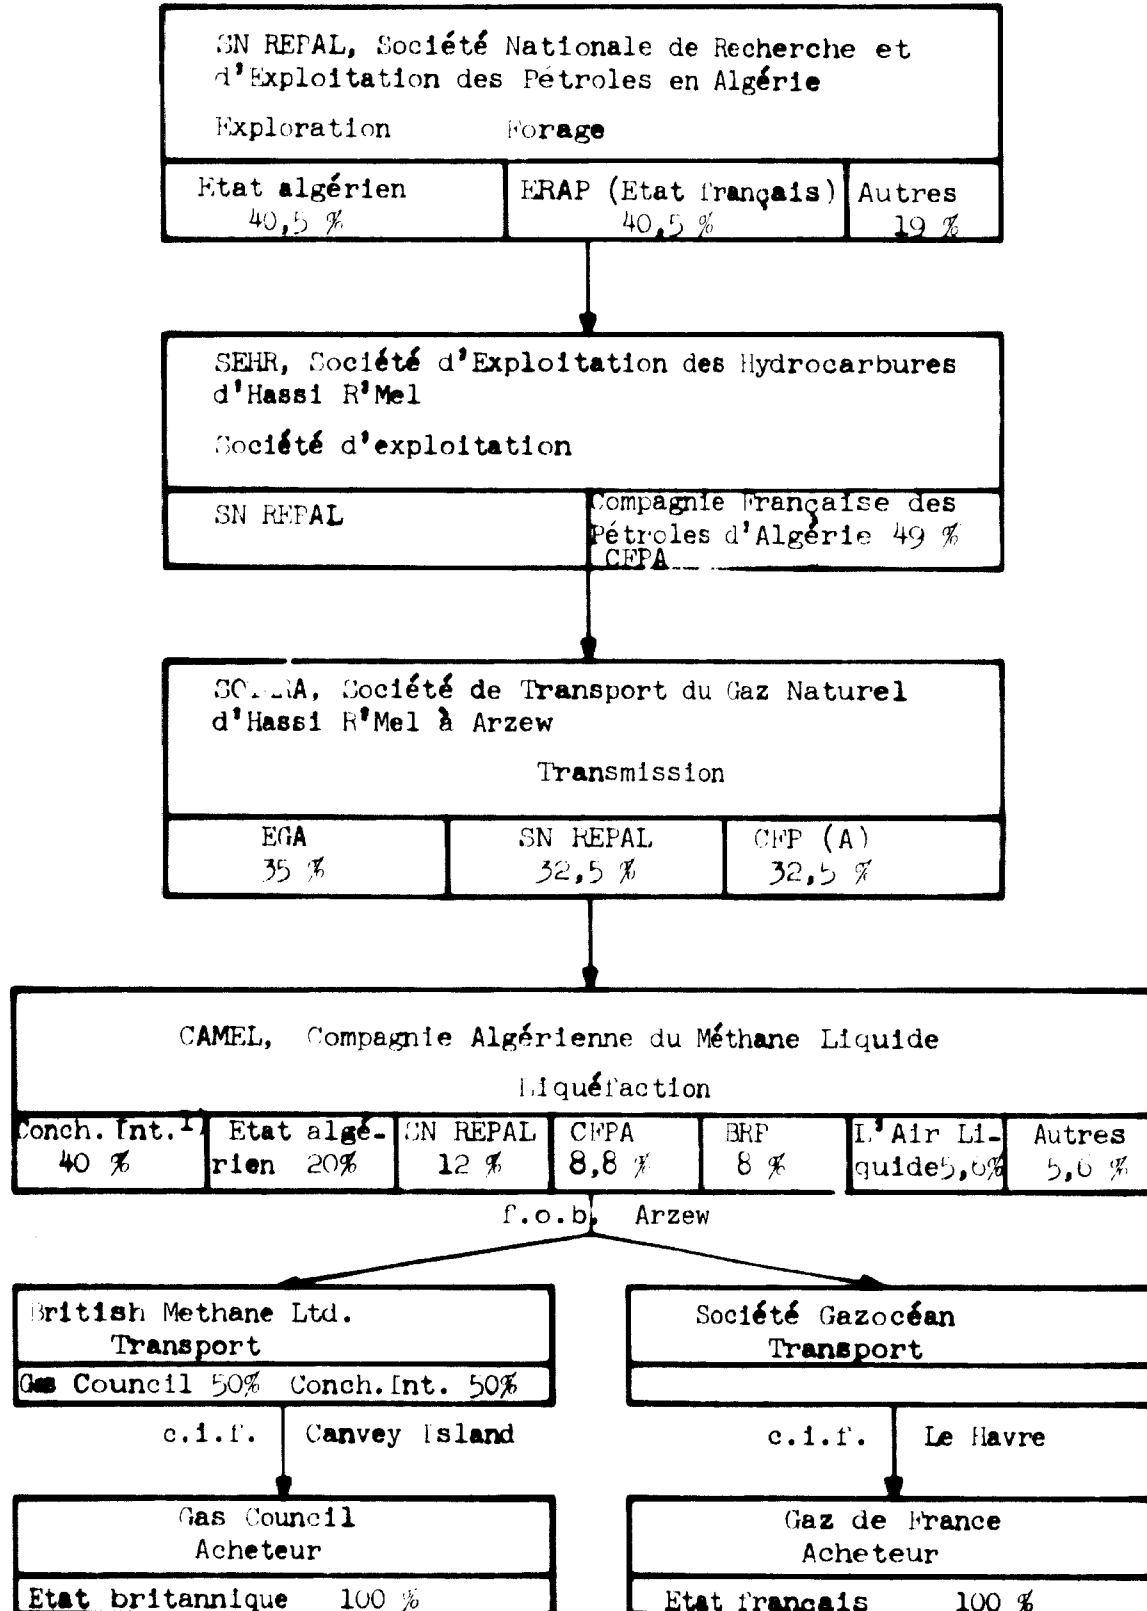 SN REPAL, Société Nationale de Recherche et
d'Exploitation des Pétroles en Algérie
Exploration Forage
Etat algérien
40,5 %
ERAP (Etat français)
40,5 %
Autres
19 %
SEHR, Société d'Exploitation des Hydrocarbures
d'Hassi R'Mel
Société d'exploitation
SN REPAL
Compagnie Française des
Pétroles d'Algérie 49 %
CFPA
Société de Transport du Gaz Naturel
d'Hassi R'Mel à Arzew
Transmission
EGA
35 %
SN REPAL
32,5 %
CFP (A)
32,5 %
CAMEL, Compagnie Algérienne du Méthane Liquide
Liquéfaction
Conch. Int. 1)
40 %
Etat algé-
rien 20%
SN REPAL
12 %
CFPA
8,8 %
BRP
8 %
L'Air Li-
quide 5,6%
Autres
5,6 %
f.o.b. Arzew
British Methane Ltd.
Transport
Gas Council 50% Conch. Int. 50%
Société Gazocéan
Transport
c.i.f. Canvey Island
c.i.f. Le Havre
Gas Council
Acheteur
Etat britannique 100 %
Gaz de France
Acheteur
Etat français 100 %